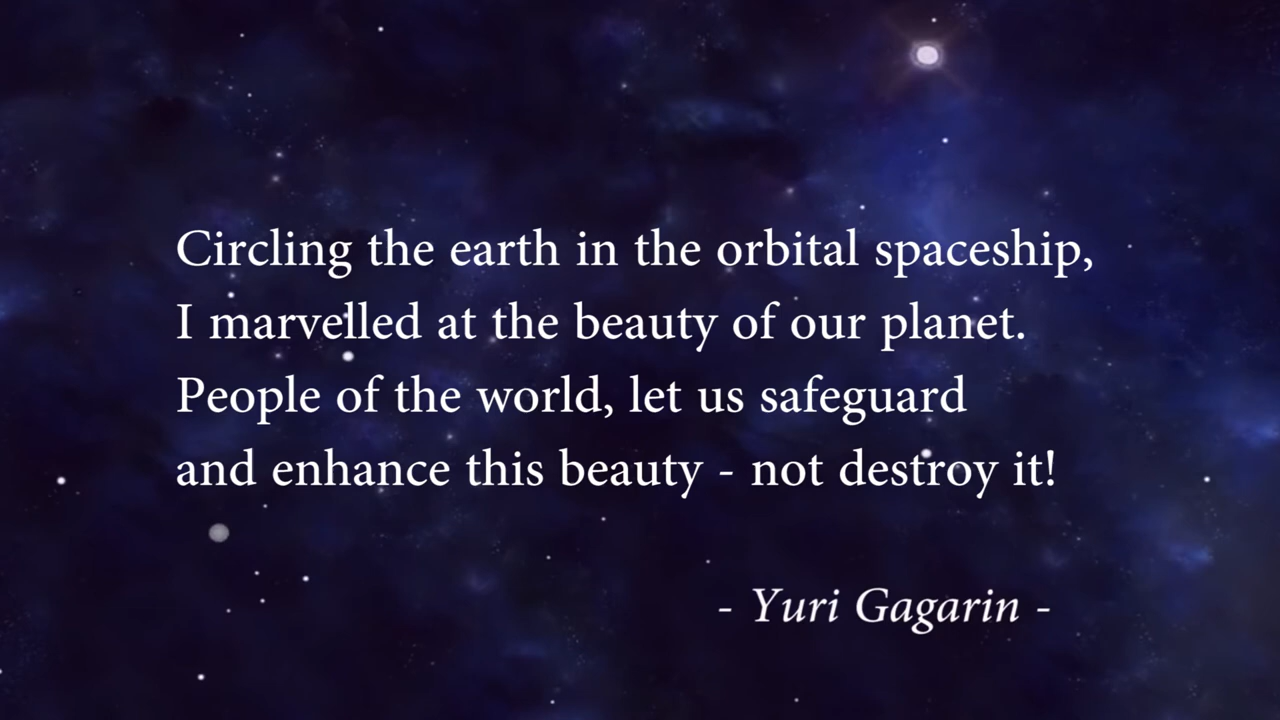 Circling the earth in the orbital spaceship,
I marvelled at the beauty of our planet.
People of the world, let us safeguard
and enhance this beauty - not destroy it!
- Yuri Gagarin -